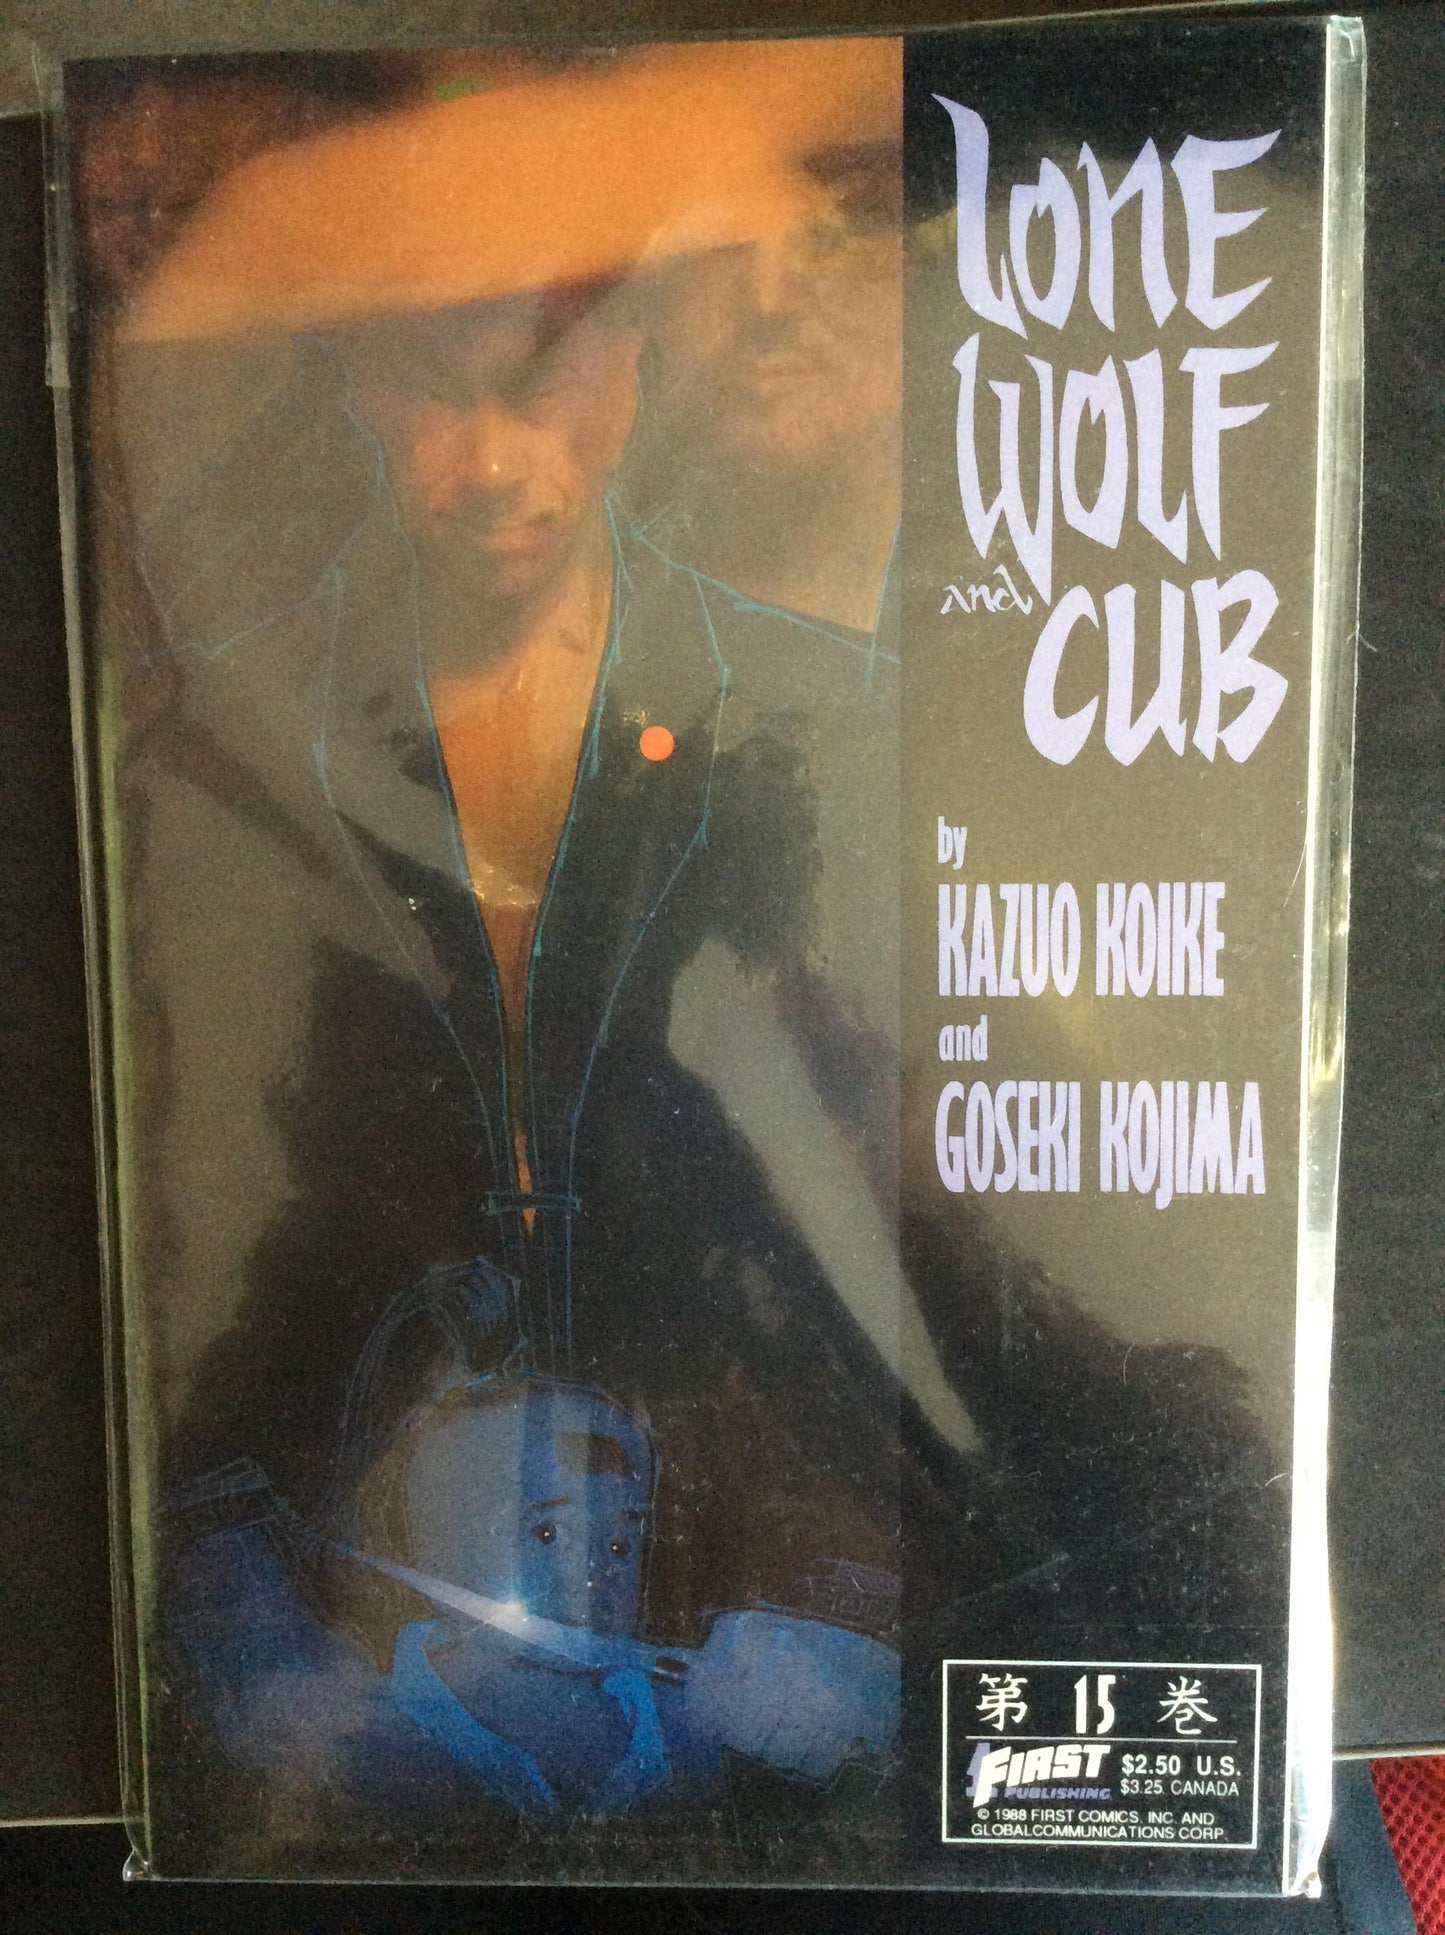 LONE
WOLF
and CUB
by
KAZUO KOIKE
and
GOSEKI KOJIMA
第 15 巻
FIRST $2.50 U.S.
PUBLISHING $3.25 CANADA
© 1988 FIRST COMICS, INC. AND
GLOBALCOMMUNICATIONS CORP.